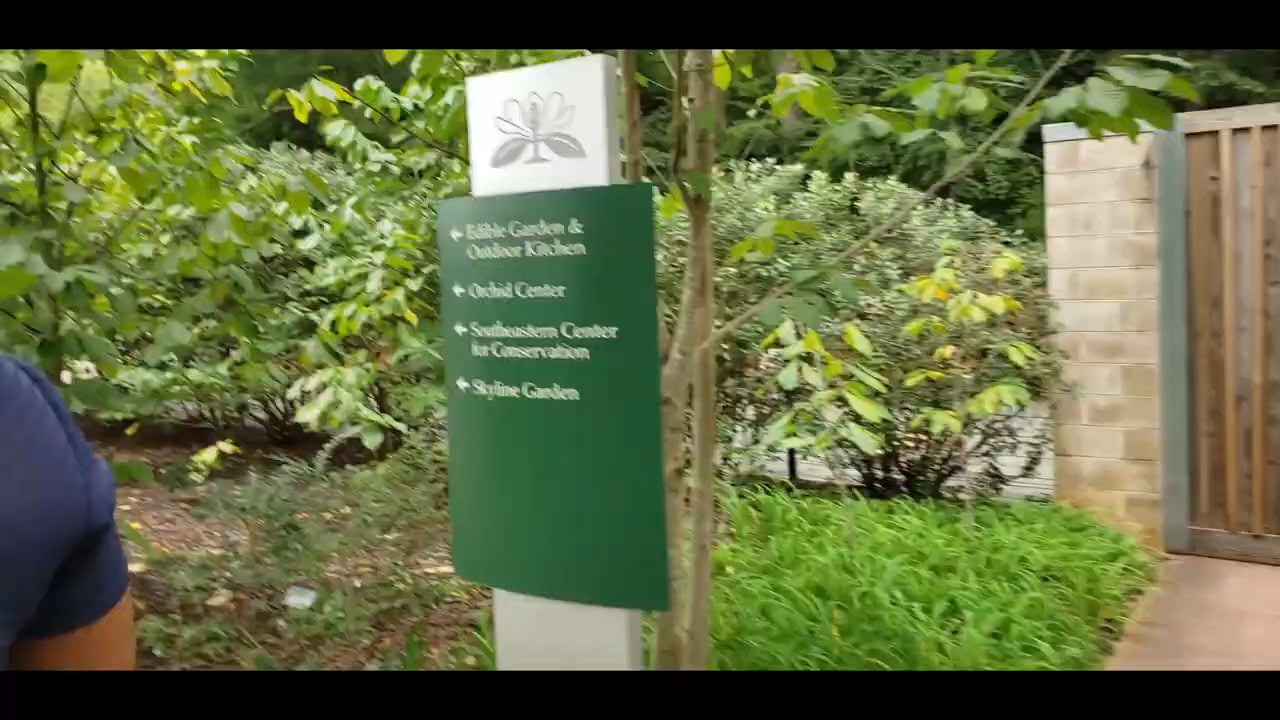 ← Edible Garden &
Outdoor Kitchen
← Orchid Center
← Southeastern Center
for Conservation
← Skyline Garden